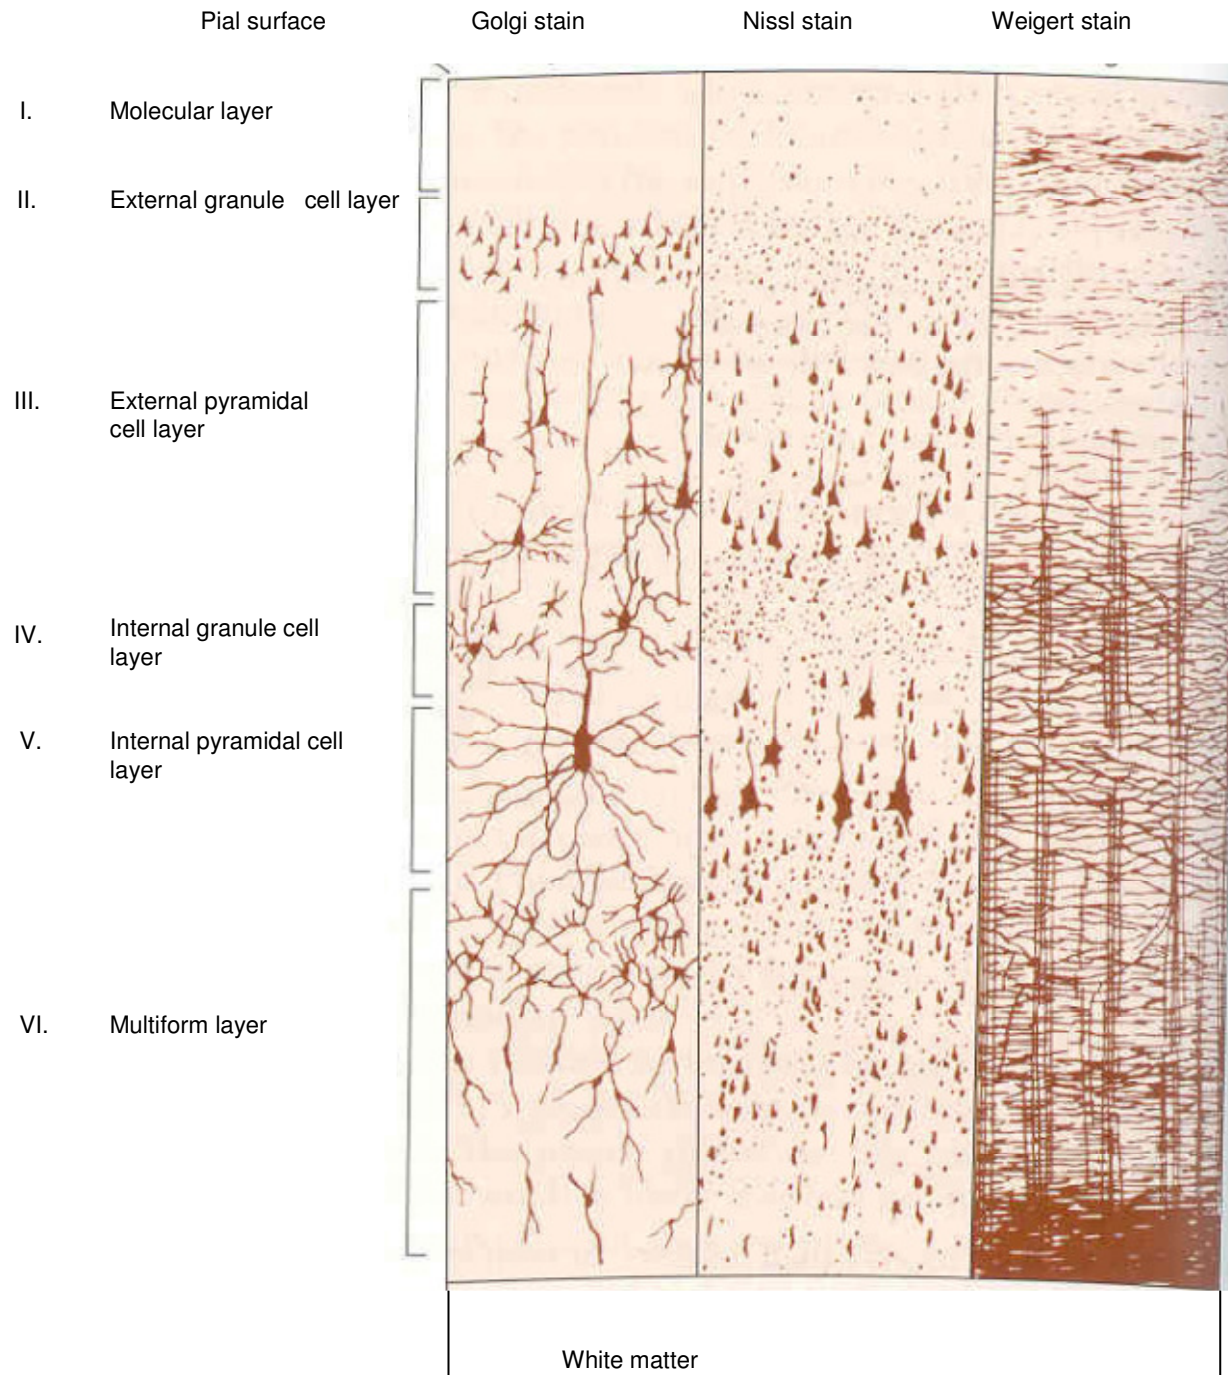 Pial surface Golgi stain Nissl stain Weigert stain
I. Molecular layer
II. External granule cell layer
III. External pyramidal
cell layer
IV. Internal granule cell
layer
V. Internal pyramidal cell
layer
VI. Multiform layer
White matter